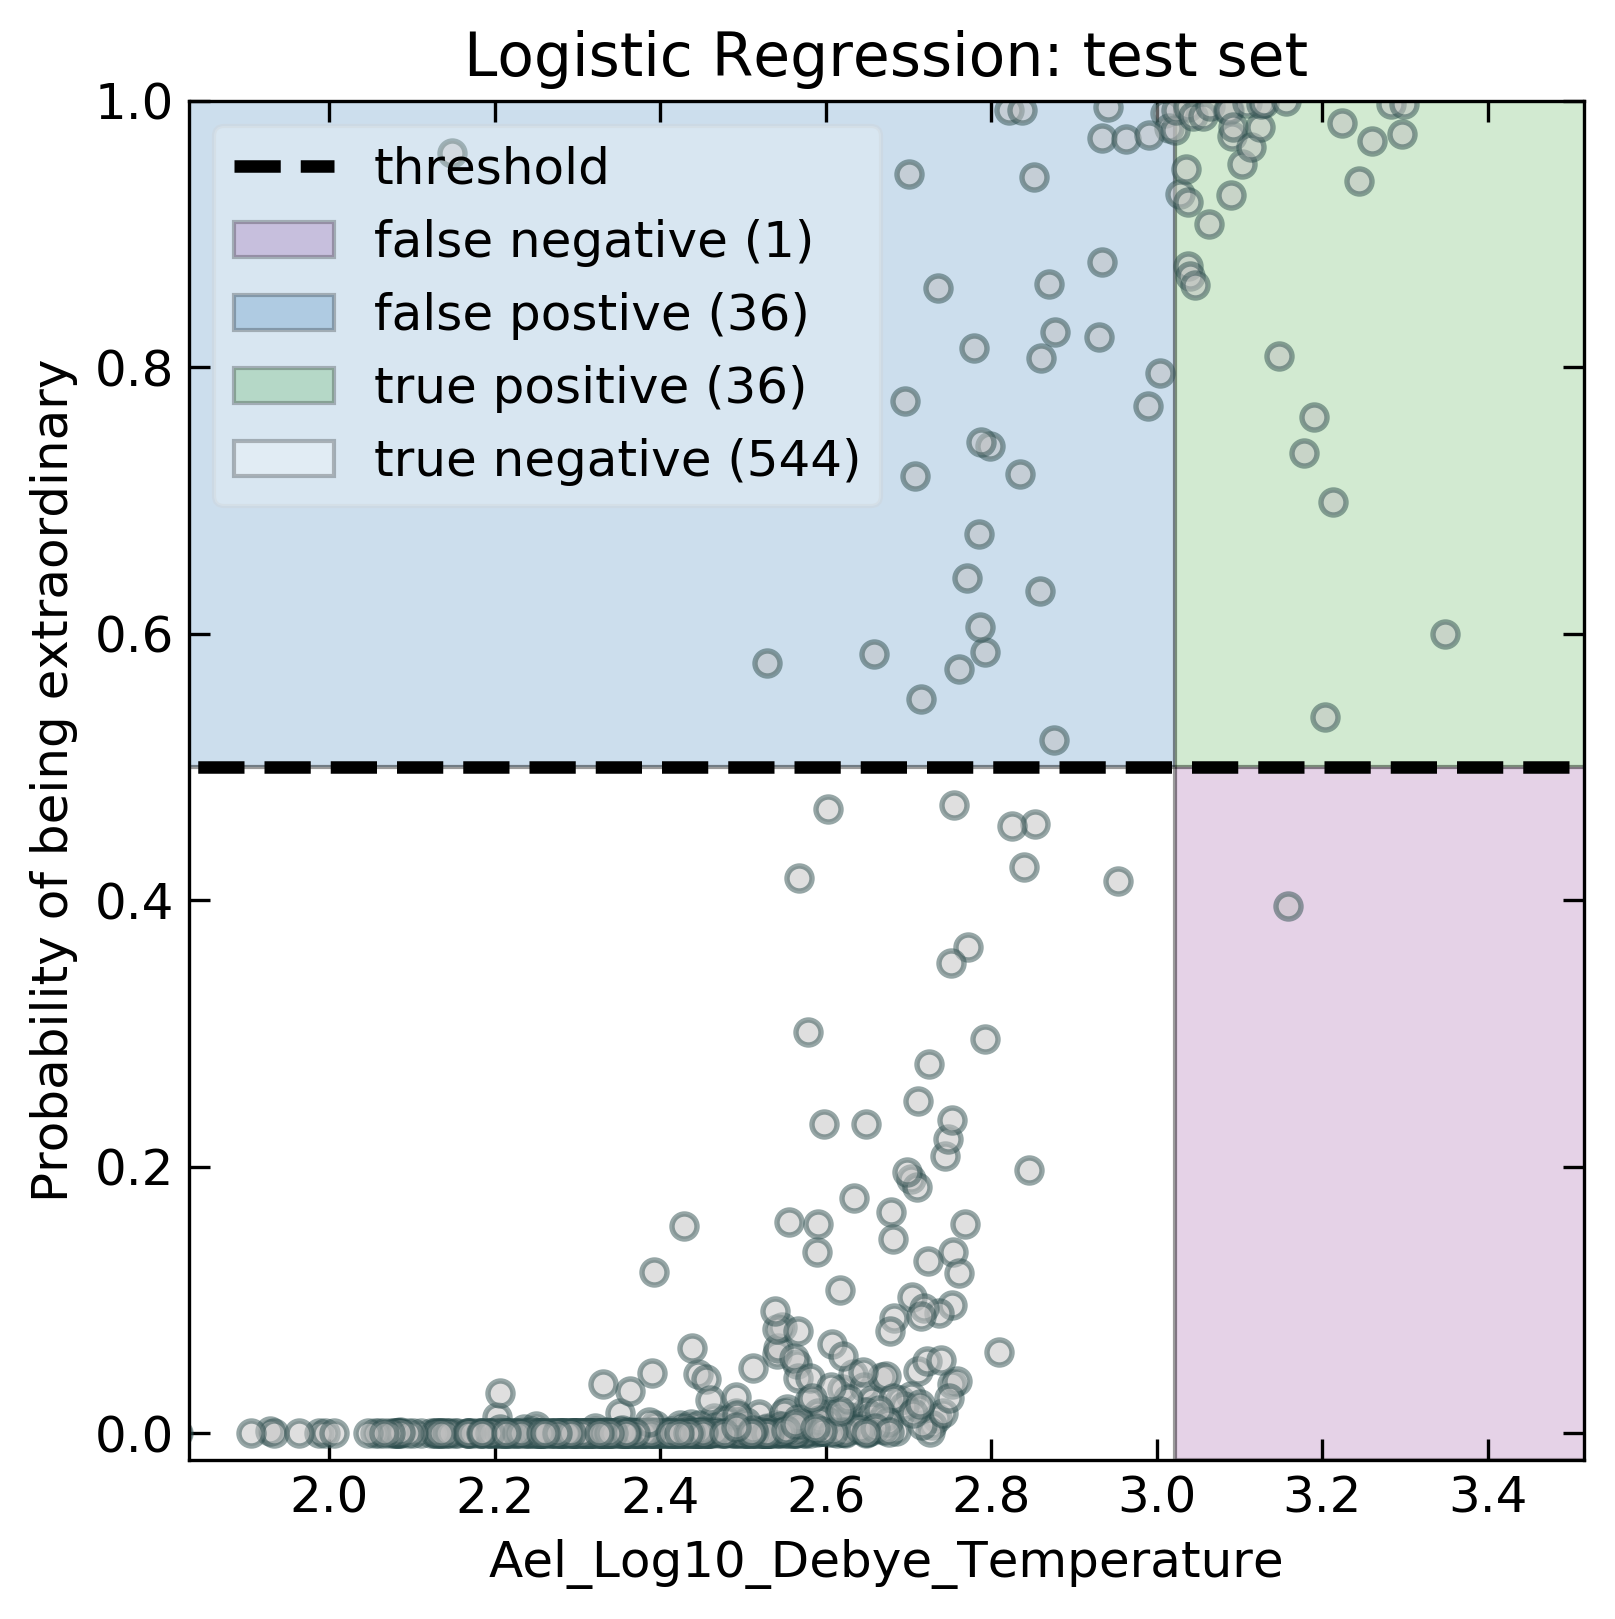 Logistic Regression: test set
1.0
0.8
0.6
0.4
0.2
0.0
Probability of being extraordinary
threshold
false negative (1)
false postive (36)
true positive (36)
true negative (544)
2.0 2.2 2.4 2.6 2.8 3.0 3.2 3.4
Ael_Log10_Debye_Temperature